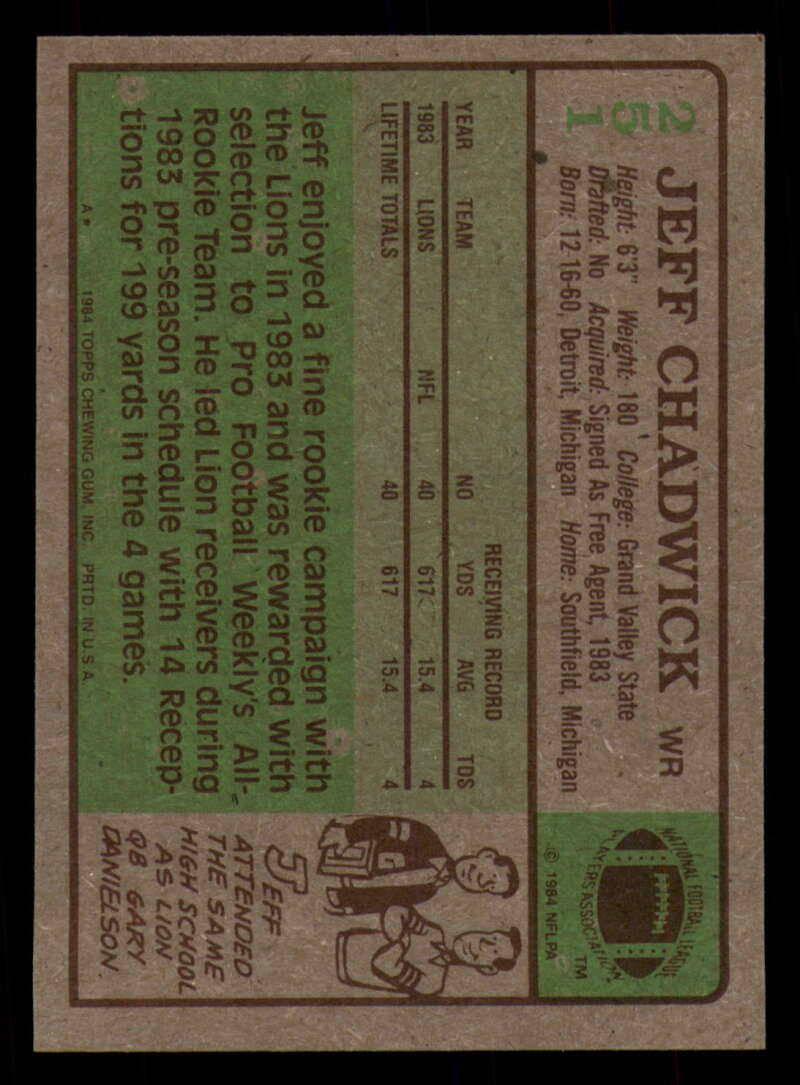 251
JEFF CHADWICK WR
Height: 6'3" Weight: 180 College: Grand Valley State
Drafted: No Acquired: Signed As Free Agent, 1983
Born: 12-16-60, Detroit, Michigan Home: Southfield, Michigan
NATIONAL FOOTBALL LEAGUE
PLAYERS ASSOCIATION
TM
© 1984 NFLPA
RECEIVING RECORD
YEAR TEAM NO YDS AVG TDS
1983 LIONS NFL 40 617 15.4 4
LIFETIME TOTALS 40 617 15.4 4
Jeff enjoyed a fine rookie campaign with
the Lions in 1983 and was rewarded with
selection to Pro Football Weekly's All-
Rookie Team. He led Lion receivers during
1983 pre-season schedule with 14 Recep-
tions for 199 yards in the 4 games.
A* 1984 TOPPS CHEWING GUM, INC. PRTD. IN U.S.A.
JEFF
ATTENDED
THE SAME
HIGH SCHOOL
AS LION
QB GARY
DANIELSON.